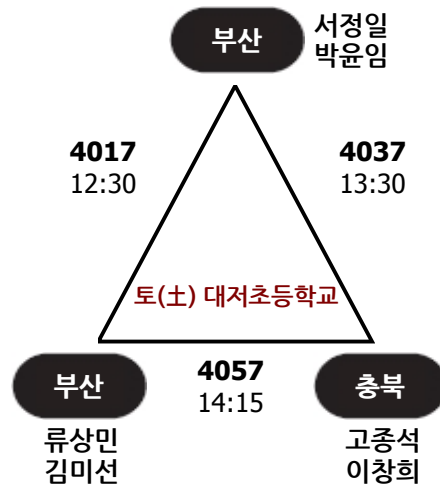 부산
서정일
박윤임
4017
12:30
4037
13:30
토(土) 대저초등학교
부산
류상민
김미선
4057
14:15
충북
고종석
이창희